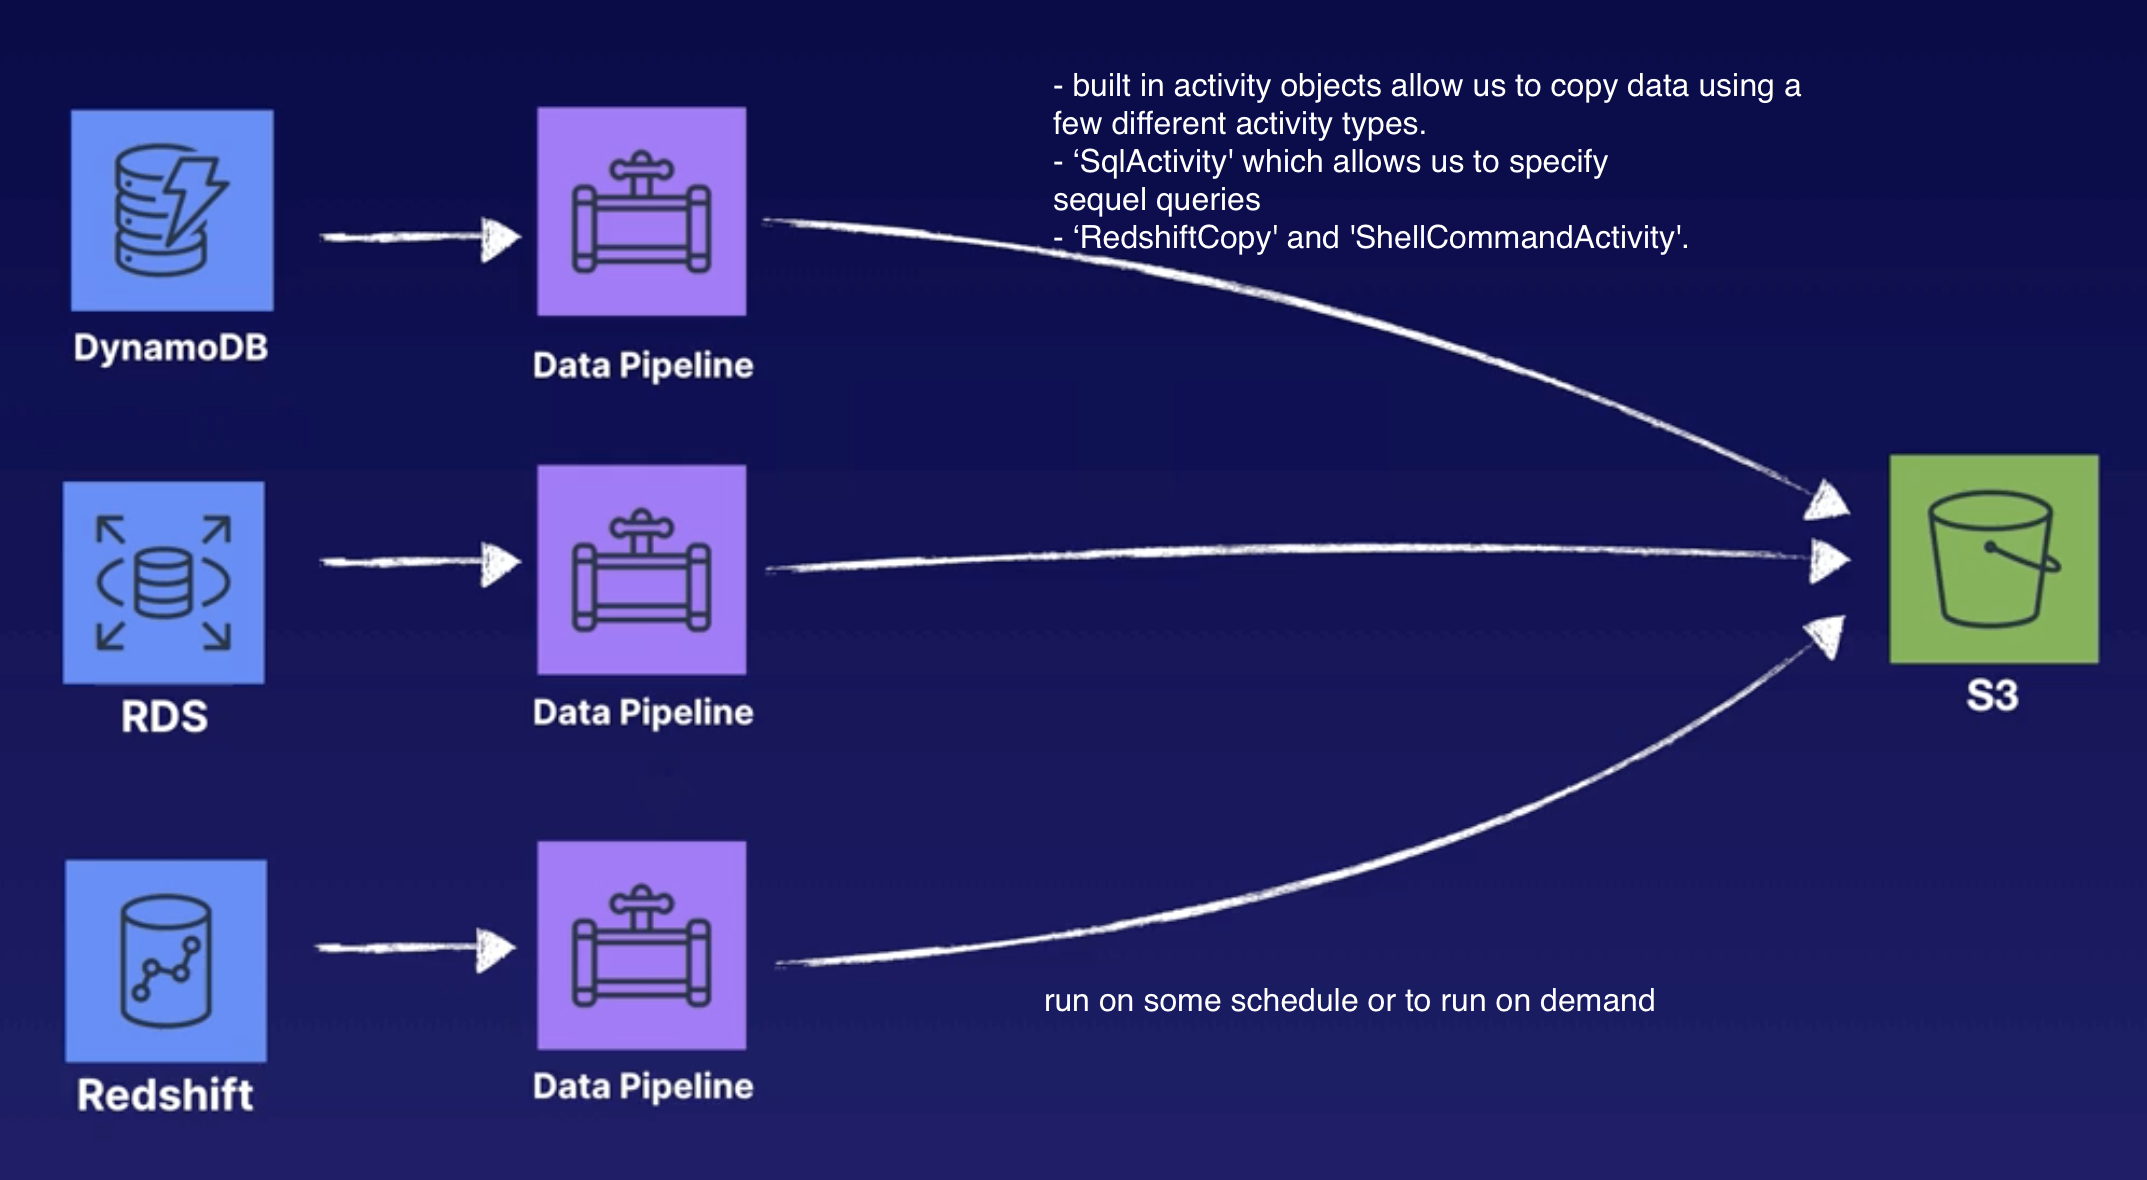 - built in activity objects allow us to copy data using a
few different activity types.
- ‘SqlActivity' which allows us to specify
sequel queries
- ‘RedshiftCopy' and 'ShellCommandActivity'.
DynamoDB
Data Pipeline
RDS
Data Pipeline
S3
run on some schedule or to run on demand
Redshift
Data Pipeline